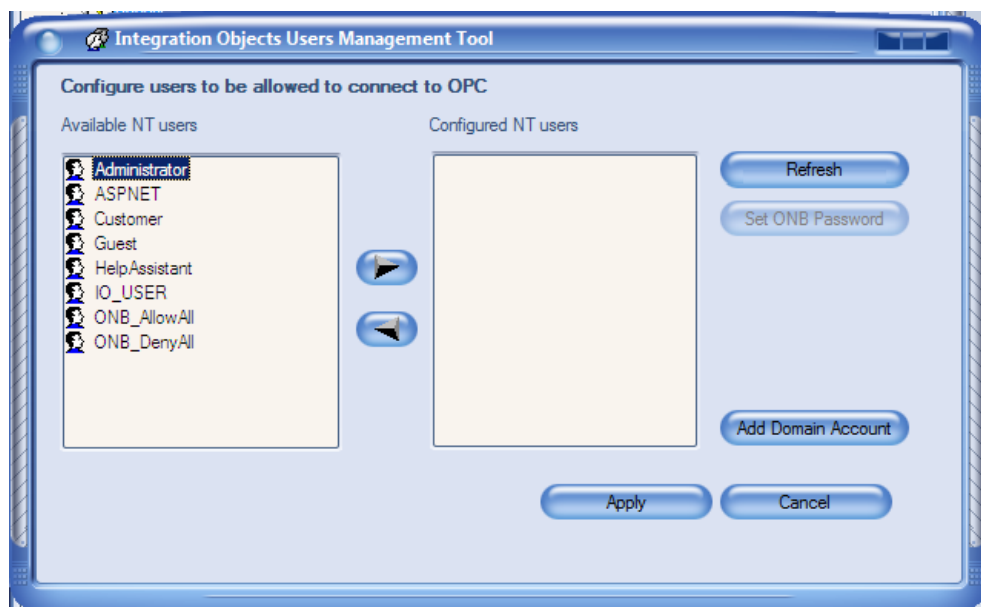 Integration Objects Users Management Tool
Configure users to be allowed to connect to OPC
Available NT users
Configured NT users
Administrator
ASPNET
Customer
Guest
HelpAssistant
IO_USER
ONB_AllowAll
ONB_DenyAll
Refresh
Set ONB Password
Add Domain Account
Apply
Cancel